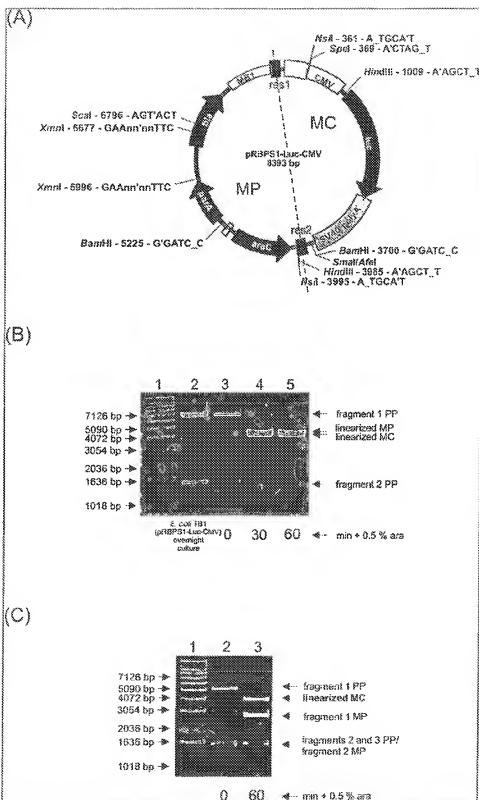 (A)
NsiI - 361 - A_TGCA'T
SpeI - 369 - A'CTAG_T
HindIII - 1009 - A'AGCT_T
res1
CMV
MC
ScaI - 6796 - AGT'ACT
XmnI - 6677 - GAAnn'nnTTC
pRBPS1-Luc-CMV
8393 bp
MP
XmnI - 5996 - GAAnn'nnTTC
res2
BamHI - 5225 - G'GATC_C
araC
BamHI - 3700 - G'GATC_C
SmaI/AfeI
HindIII - 3985 - A'AGCT_T
NsiI - 3995 - A_TGCA'T
(B)
1 2 3 4 5
7126 bp
5090 bp
4072 bp
3054 bp
2036 bp
1636 bp
1018 bp
fragment 1 PP
linearized MP
linearized MC
fragment 2 PP
E. coli TB1
(pRBPS1-Luc-CMV)
overnight
culture
0 30 60 min + 0.5 % ara
(C)
1 2 3
7126 bp
5090 bp
4072 bp
3054 bp
2036 bp
1636 bp
1018 bp
fragment 1 PP
linearized MC
fragment 1 MP
fragments 2 and 3 PP/
fragment 2 MP
0 60 min + 0.5 % ara